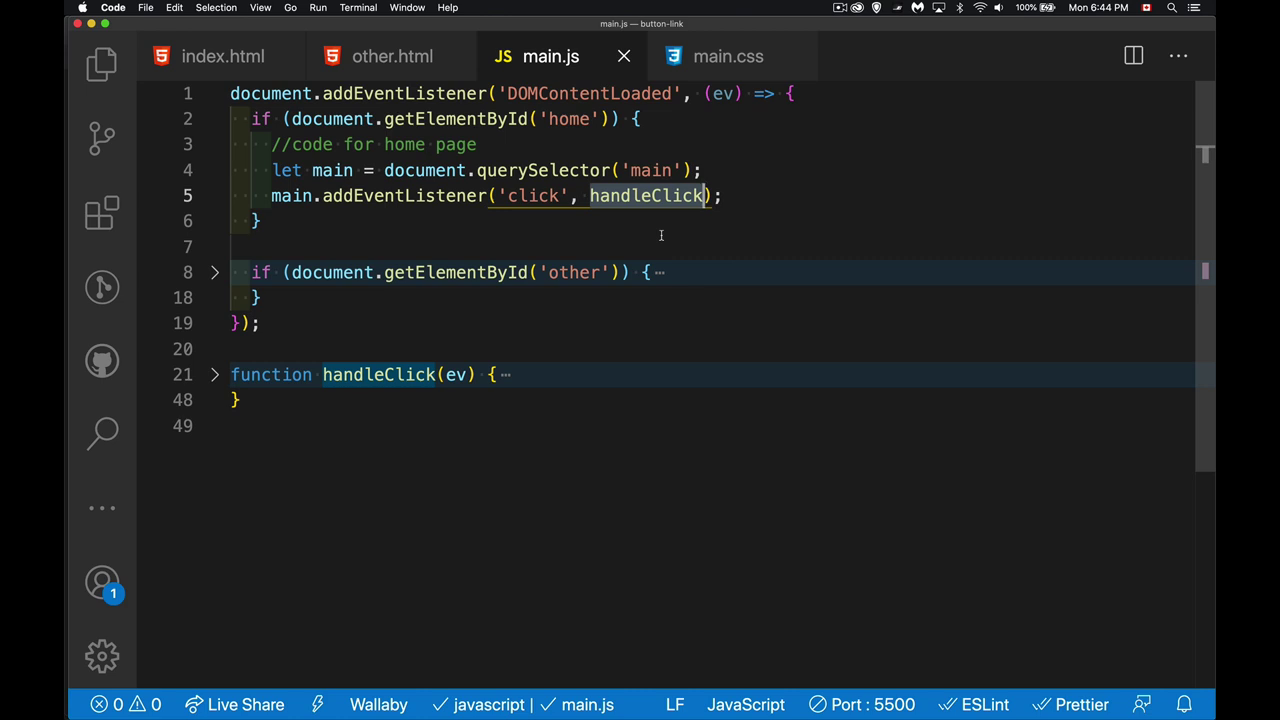 Code File Edit Selection View Go Run Terminal Window Help 100% Mon 6:44 PM
main.js — button-link
index.html other.html JS main.js main.css
1 document.addEventListener('DOMContentLoaded', (ev) => {
2 if (document.getElementById('home')) {
3 //code for home page
4 let main = document.querySelector('main');
5 main.addEventListener('click', handleClick);
6 }
7
8 if (document.getElementById('other')) {
18 }
19 });
20
21 function handleClick(ev) {
48 }
49
1
0 0 Live Share Wallaby javascript | main.js LF JavaScript Port : 5500 ESLint Prettier